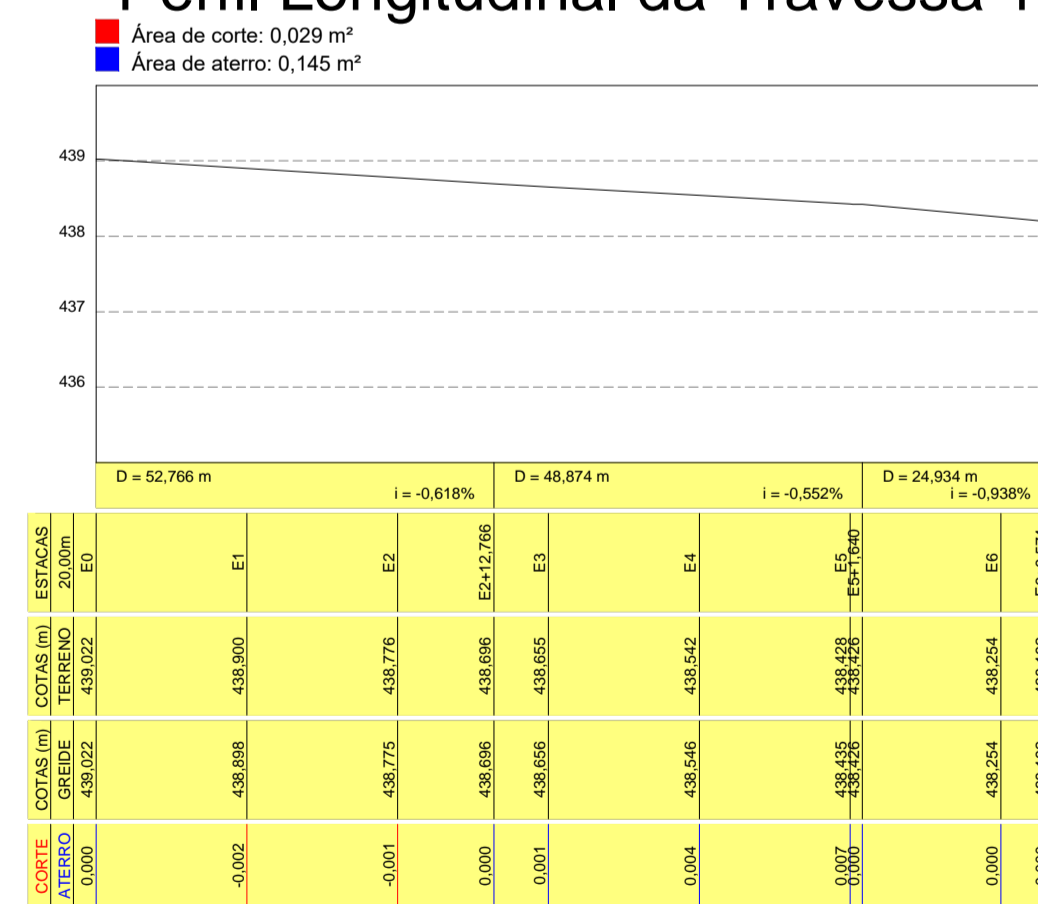 Perfil Longitudinal da Travessa
Área de corte: 0,029 m²
Área de aterro: 0,145 m²
439
438
437
436
D = 52,766 m
i = -0,618%
D = 48,874 m
i = -0,552%
D = 24,934 m
i = -0,938%
ESTACAS
20,00m
E0
E1
E2
E2+12,766
E3
E4
E5
E5+1,640
E6
COTAS (m)
TERRENO
439,022
438,900
438,776
438,696
438,655
438,542
438,428
438,426
438,254
COTAS (m)
GREIDE
439,022
438,898
438,775
438,696
438,656
438,546
438,435
438,426
438,254
CORTE
ATERRO
0,000
-0,002
-0,001
0,000
0,001
0,004
0,007
0,000
0,000